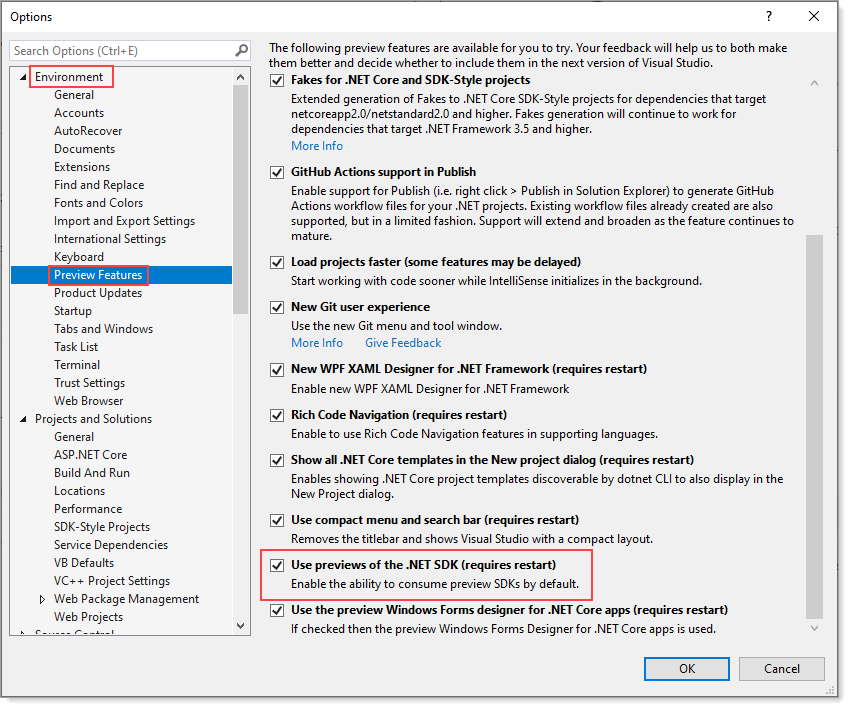 Options
?
Search Options (Ctrl+E)
Environment
General
Accounts
AutoRecover
Documents
Extensions
Find and Replace
Fonts and Colors
Import and Export Settings
International Settings
Keyboard
Preview Features
Product Updates
Startup
Tabs and Windows
Task List
Terminal
Trust Settings
Web Browser
Projects and Solutions
General
ASP.NET Core
Build And Run
Locations
Performance
SDK-Style Projects
Service Dependencies
VB Defaults
VC++ Project Settings
Web Package Management
Web Projects
Source Control
The following preview features are available for you to try. Your feedback will help us to both make
them better and decide whether to include them in the next version of Visual Studio.
Fakes for .NET Core and SDK-Style projects
Extended generation of Fakes to .NET Core SDK-Style projects for dependencies that target
netcoreapp2.0/netstandard2.0 and higher. Fakes generation will continue to work for
dependencies that target .NET Framework 3.5 and higher.
More Info
GitHub Actions support in Publish
Enable support for Publish (i.e. right click > Publish in Solution Explorer) to generate GitHub
Actions workflow files for your .NET projects. Existing workflow files already created are also
supported, but in a limited fashion. Support will extend and broaden as the feature continues to
mature.
Load projects faster (some features may be delayed)
Start working with code sooner while IntelliSense initializes in the background.
New Git user experience
Use the new Git menu and tool window.
More Info Give Feedback
New WPF XAML Designer for .NET Framework (requires restart)
Enable new WPF XAML Designer for .NET Framework
Rich Code Navigation (requires restart)
Enable to use Rich Code Navigation features in supporting languages.
Show all .NET Core templates in the New project dialog (requires restart)
Enables showing .NET Core project templates discoverable by dotnet CLI to also display in the
New Project dialog.
Use compact menu and search bar (requires restart)
Removes the titlebar and shows Visual Studio with a compact layout.
Use previews of the .NET SDK (requires restart)
Enable the ability to consume preview SDKs by default.
Use the preview Windows Forms designer for .NET Core apps (requires restart)
If checked then the preview Windows Forms Designer for .NET Core apps is used.
OK
Cancel